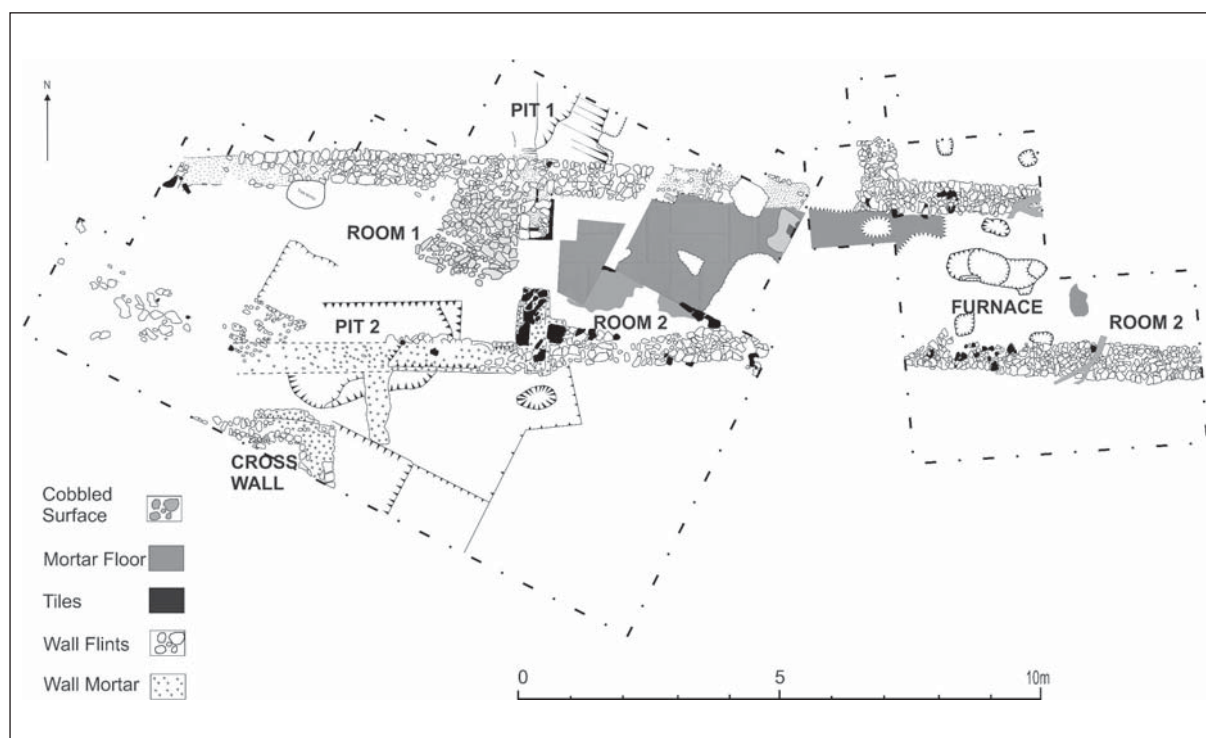 N
PIT 1
ROOM 1
PIT 2
ROOM 2
FURNACE
ROOM 2
CROSS
WALL
Cobbled
Surface
Mortar Floor
Tiles
Wall Flints
Wall Mortar
0 5 10m